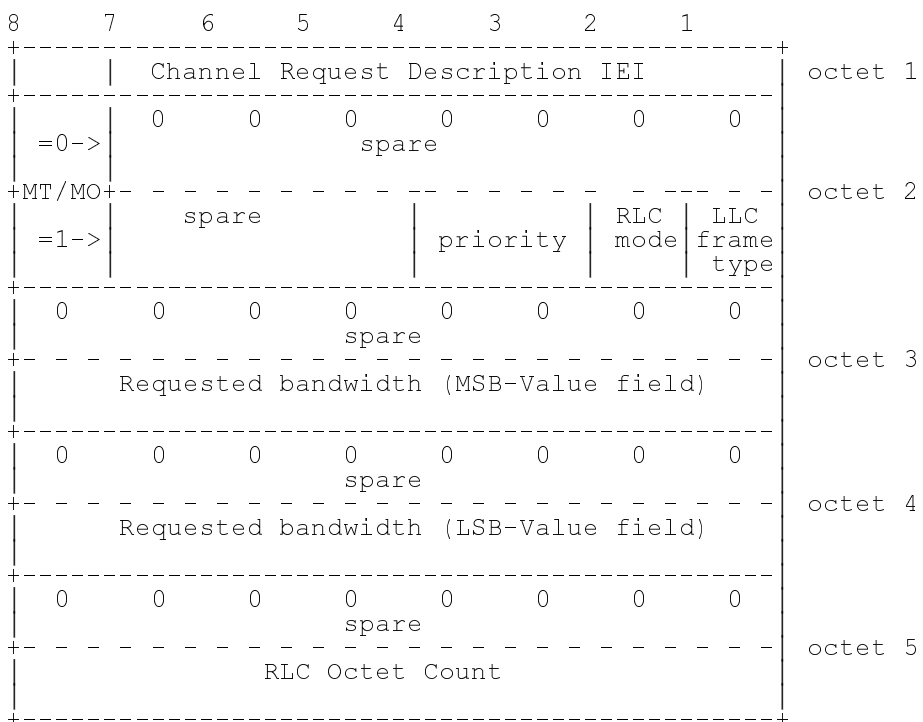 8 7 6 5 4 3 2 1
Channel Request Description IEI octet 1
0 0 0 0 0 0 0
=0-> spare
MT/MO octet 2
spare RLC LLC
=1-> priority mode frame
type
0 0 0 0 0 0 0 0
spare
octet 3
Requested bandwidth (MSB-Value field)
0 0 0 0 0 0 0 0
spare
octet 4
Requested bandwidth (LSB-Value field)
0 0 0 0 0 0 0 0
spare
octet 5
RLC Octet Count